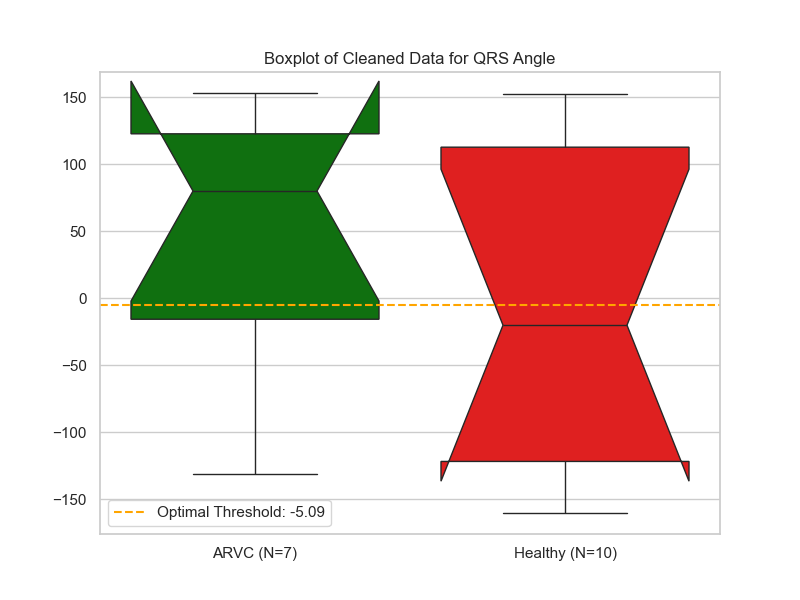 Boxplot of Cleaned Data for QRS Angle
150
100
50
0
−50
−100
−150
Optimal Threshold: -5.09
ARVC (N=7)
Healthy (N=10)